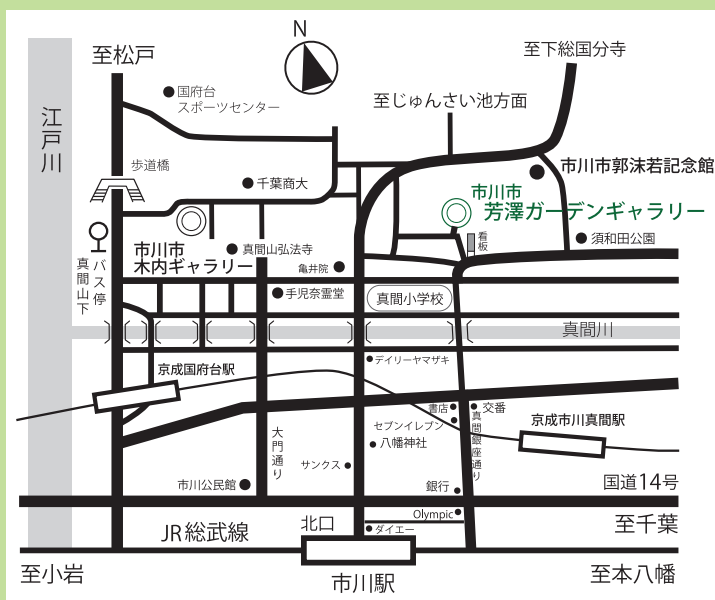 N
至松戸
至下総国分寺
国府台
スポーツセンター
至じゅんさい池方面
江戸川
歩道橋
千葉商大
市川市郭沫若記念館
市川市
芳澤ガーデンギャラリー
看板
須和田公園
市川市
木内ギャラリー
真間山弘法寺
亀井院
バス停
真間山下
手児奈霊堂
真間小学校
真間川
デイリーヤマザキ
京成国府台駅
書店
交番
セブンイレブン
京成市川真間駅
大門通り
八幡神社
真間銀座通り
サンクス
市川公民館
銀行
国道14号
Olympic
北口
ダイエー
JR総武線
至千葉
至小岩
市川駅
至本八幡